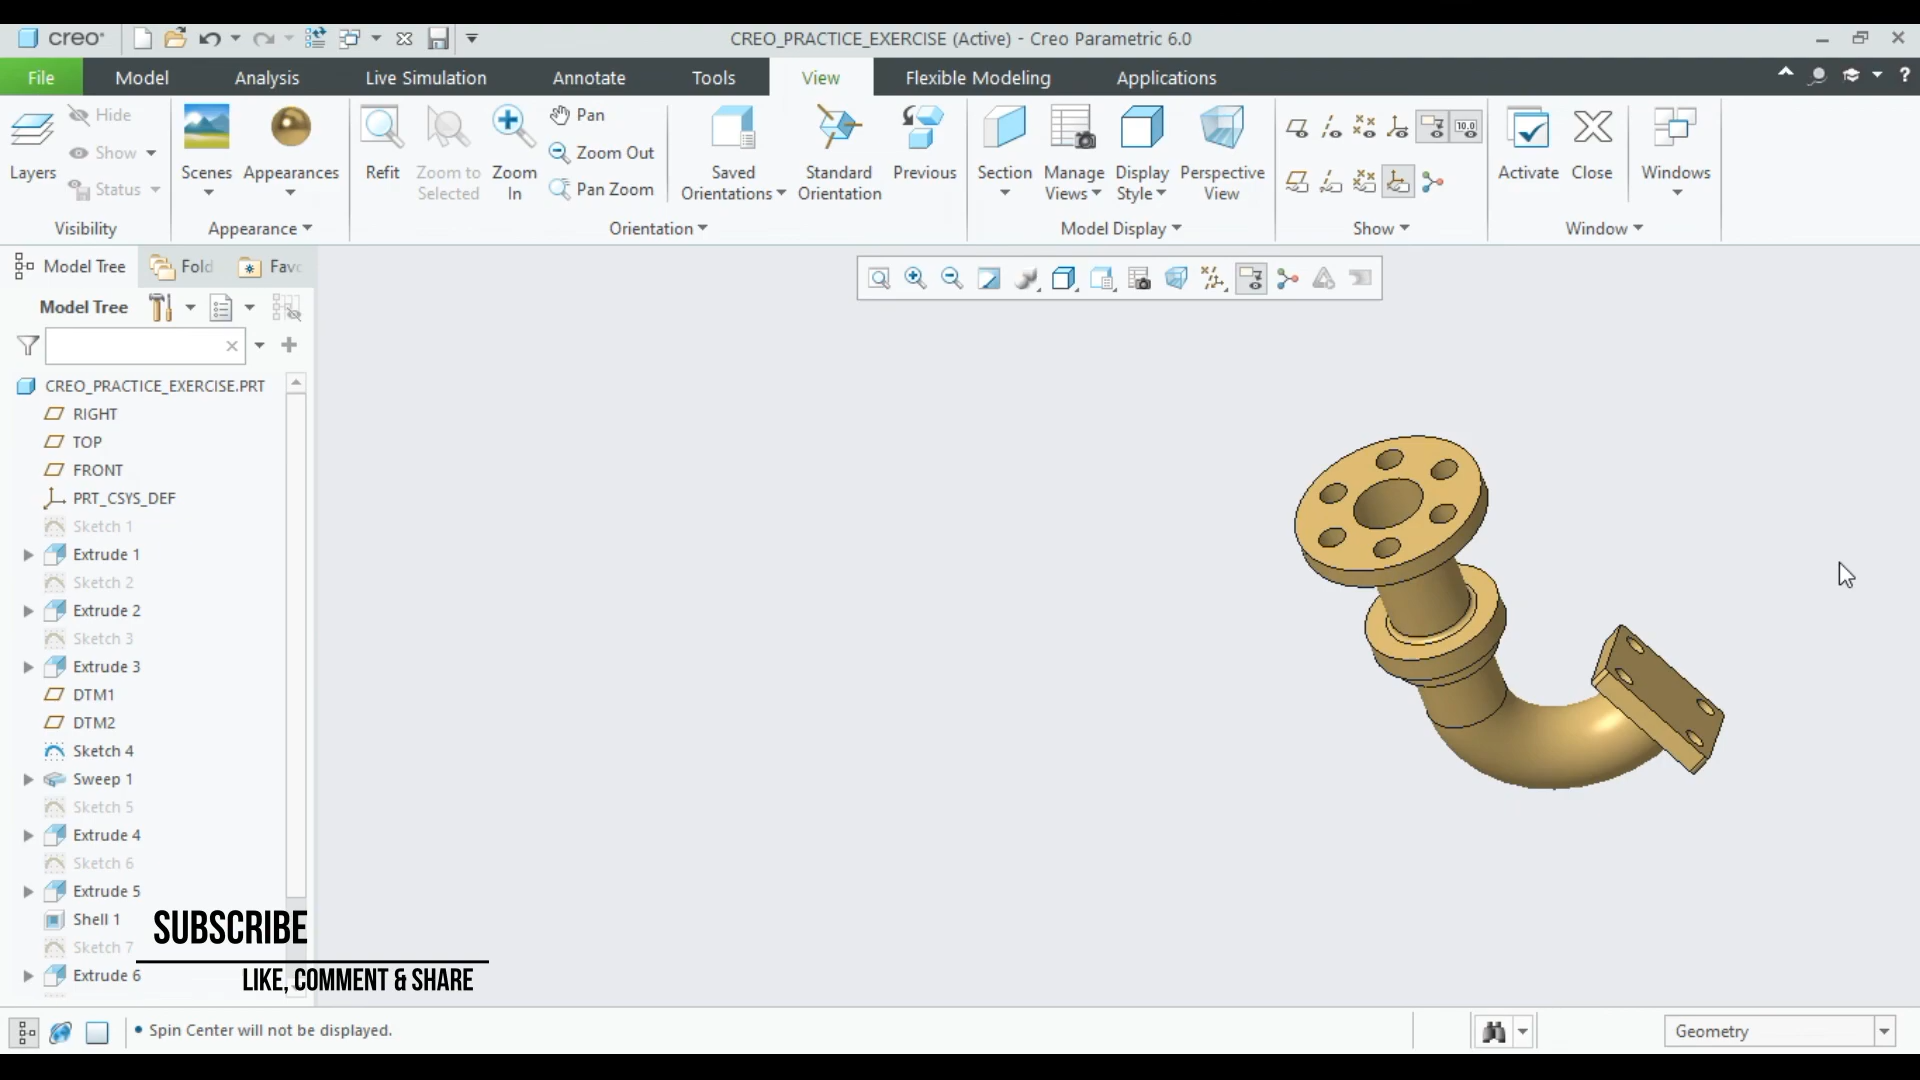 creo
CREO_PRACTICE_EXERCISE (Active) - Creo Parametric 6.0
File Model Analysis Live Simulation Annotate Tools View Flexible Modeling Applications
Layers
Hide
Show
Status
Visibility
Scenes
Appearances
Appearance
Refit
Zoom to Selected
Zoom In
Pan
Zoom Out
Pan Zoom
Saved Orientations
Standard Orientation
Previous
Orientation
Section
Manage Views
Display Style
Perspective View
Model Display
10.0
Show
Activate
Close
Windows
Window
Model Tree
Fold
Favo
Model Tree
CREO_PRACTICE_EXERCISE.PRT
RIGHT
TOP
FRONT
PRT_CSYS_DEF
Sketch 1
Extrude 1
Sketch 2
Extrude 2
Sketch 3
Extrude 3
DTM1
DTM2
Sketch 4
Sweep 1
Sketch 5
Extrude 4
Sketch 6
Extrude 5
Shell 1
Sketch 7
Extrude 6
SUBSCRIBE
LIKE, COMMENT & SHARE
• Spin Center will not be displayed.
Geometry